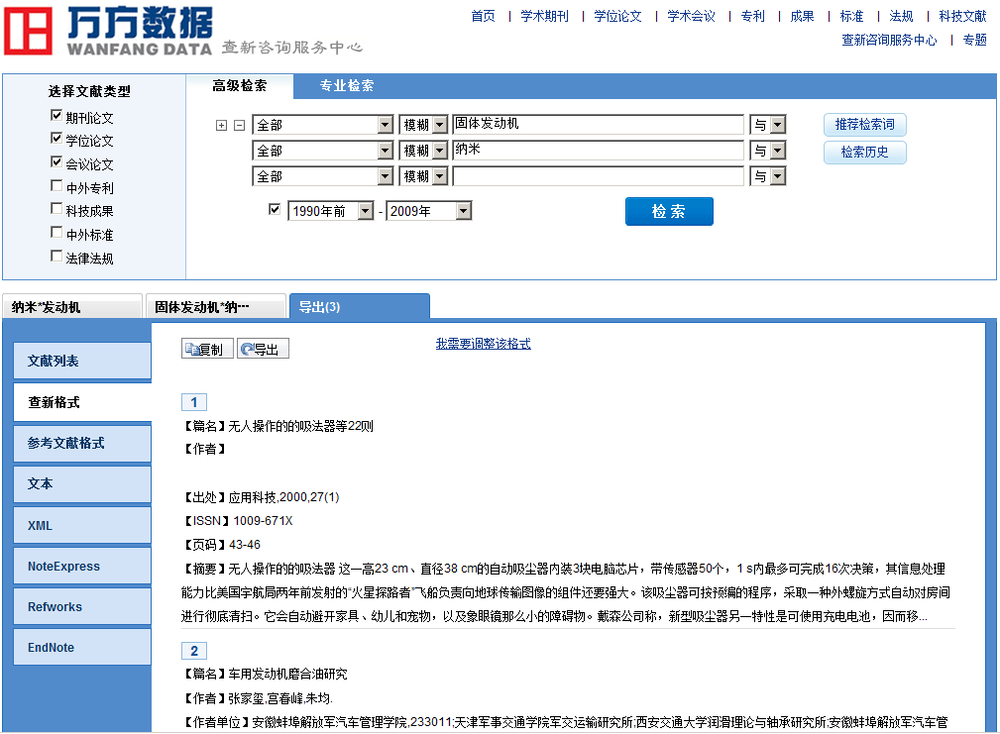 万方数据
WANFANG DATA 查新咨询服务中心
首页 | 学术期刊 | 学位论文 | 学术会议 | 专利 | 成果 | 标准 | 法规 | 科技文献
查新咨询服务中心 | 专题
选择文献类型
期刊论文
学位论文
会议论文
中外专利
科技成果
中外标准
法律法规
高级检索 专业检索
全部 模糊 固体发动机 与 推荐检索词
全部 模糊 纳米 与 检索历史
全部 模糊 与
1990年前 - 2009年 检 索
纳米*发动机 固体发动机*纳… 导出(3)
文献列表
查新格式
参考文献格式
文本
XML
NoteExpress
Refworks
EndNote
复制 导出 我需要调整该格式
1
【篇名】无人操作的的吸法器等22则
【作者】
【出处】应用科技,2000,27(1)
【ISSN】1009-671X
【页码】43-46
【摘要】无人操作的的吸法器 这一高23 cm、直径38 cm的自动吸尘器内装3块电脑芯片，带传感器50个，1 s内最多可完成16次决策，其信息处理
能力比美国宇航局两年前发射的“火星探路者”飞船负责向地球传输图像的组件还要强大。该吸尘器可按预编的程序，采取一种外螺旋方式自动对房间
进行彻底清扫。它会自动避开家具、幼儿和宠物，以及象眼镜那么小的障碍物。戴森公司称，新型吸尘器另一特性是可使用充电电池，因而移...
2
【篇名】车用发动机磨合油研究
【作者】张家玺,宫春峰,朱均.
【作者单位】安徽蚌埠解放军汽车管理学院,233011;天津军事交通学院军交运输研究所;西安交通大学润滑理论与轴承研究所;安徽蚌埠解放军汽车管